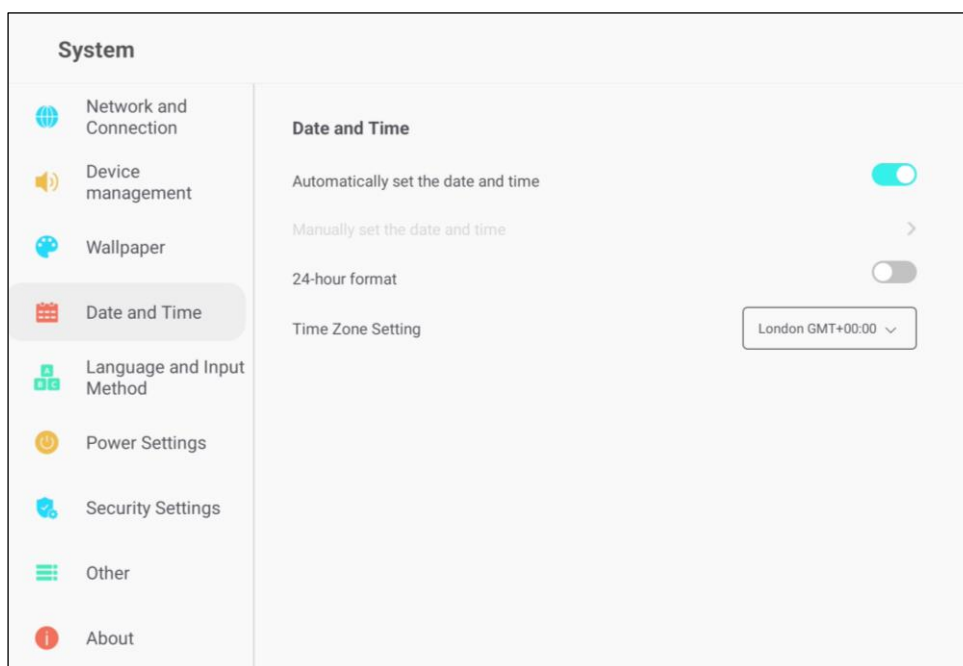 System
Network and
Connection
Device
management
Wallpaper
Date and Time
Language and Input
Method
Power Settings
Security Settings
Other
About
Date and Time
Automatically set the date and time
Manually set the date and time
24-hour format
Time Zone Setting
London GMT+00:00